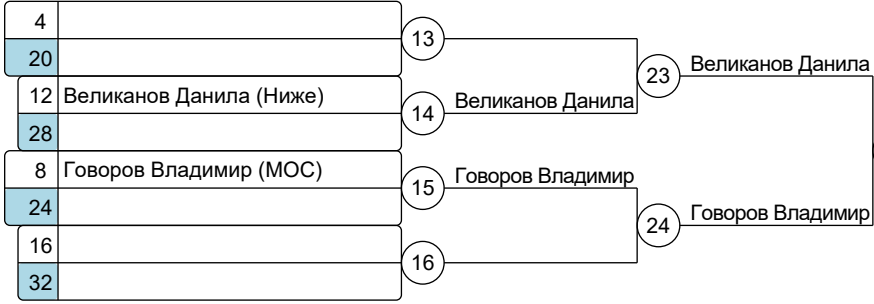 4
13
20
23
Великанов Данила
12 Великанов Данила (Ниже)
14
Великанов Данила
28
8 Говоров Владимир (МОС)
15
Говоров Владимир
24
24
Говоров Владимир
16
16
32